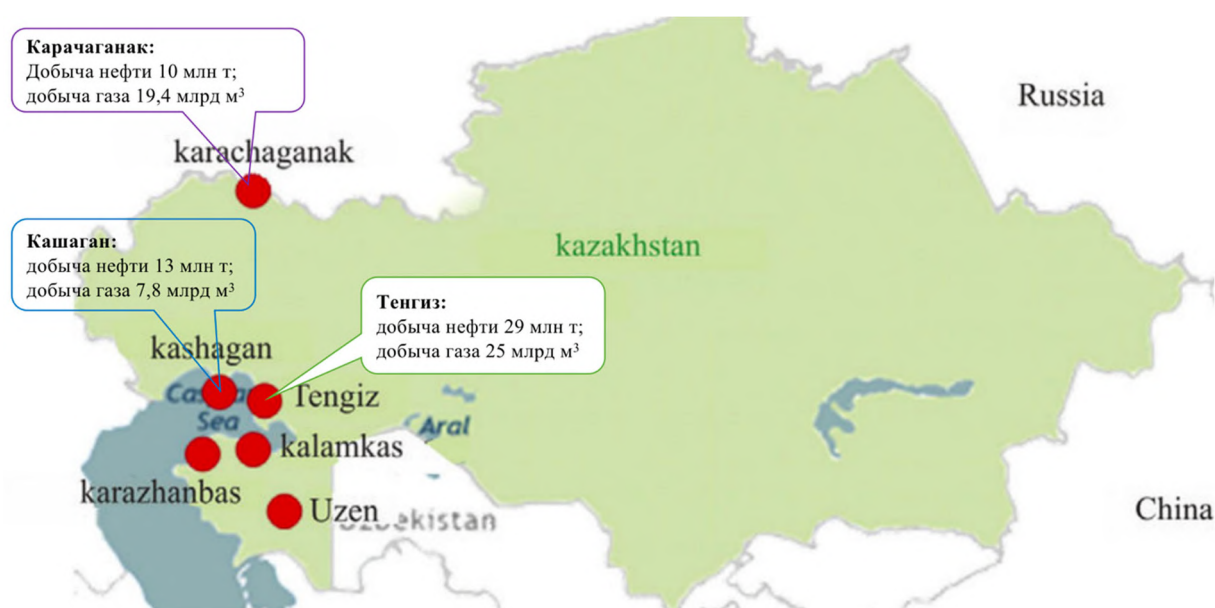 Карачаганак:
Добыча нефти 10 млн т;
добыча газа 19,4 млрд м³
Russia
karachaganak
Кашаган:
добыча нефти 13 млн т;
добыча газа 7,8 млрд м³
kazakhstan
Тенгиз:
добыча нефти 29 млн т;
добыча газа 25 млрд м³
kashagan
Tengiz
Sea
Aral
kalamkas
karazhanbas
Uzen
China